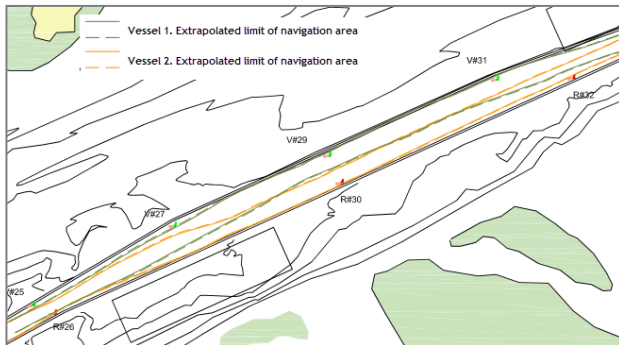 Vessel 1. Extrapolated limit of navigation area
Vessel 2. Extrapolated limit of navigation area
V#31
R#32
V#29
R#30
V#27
#25
R#26